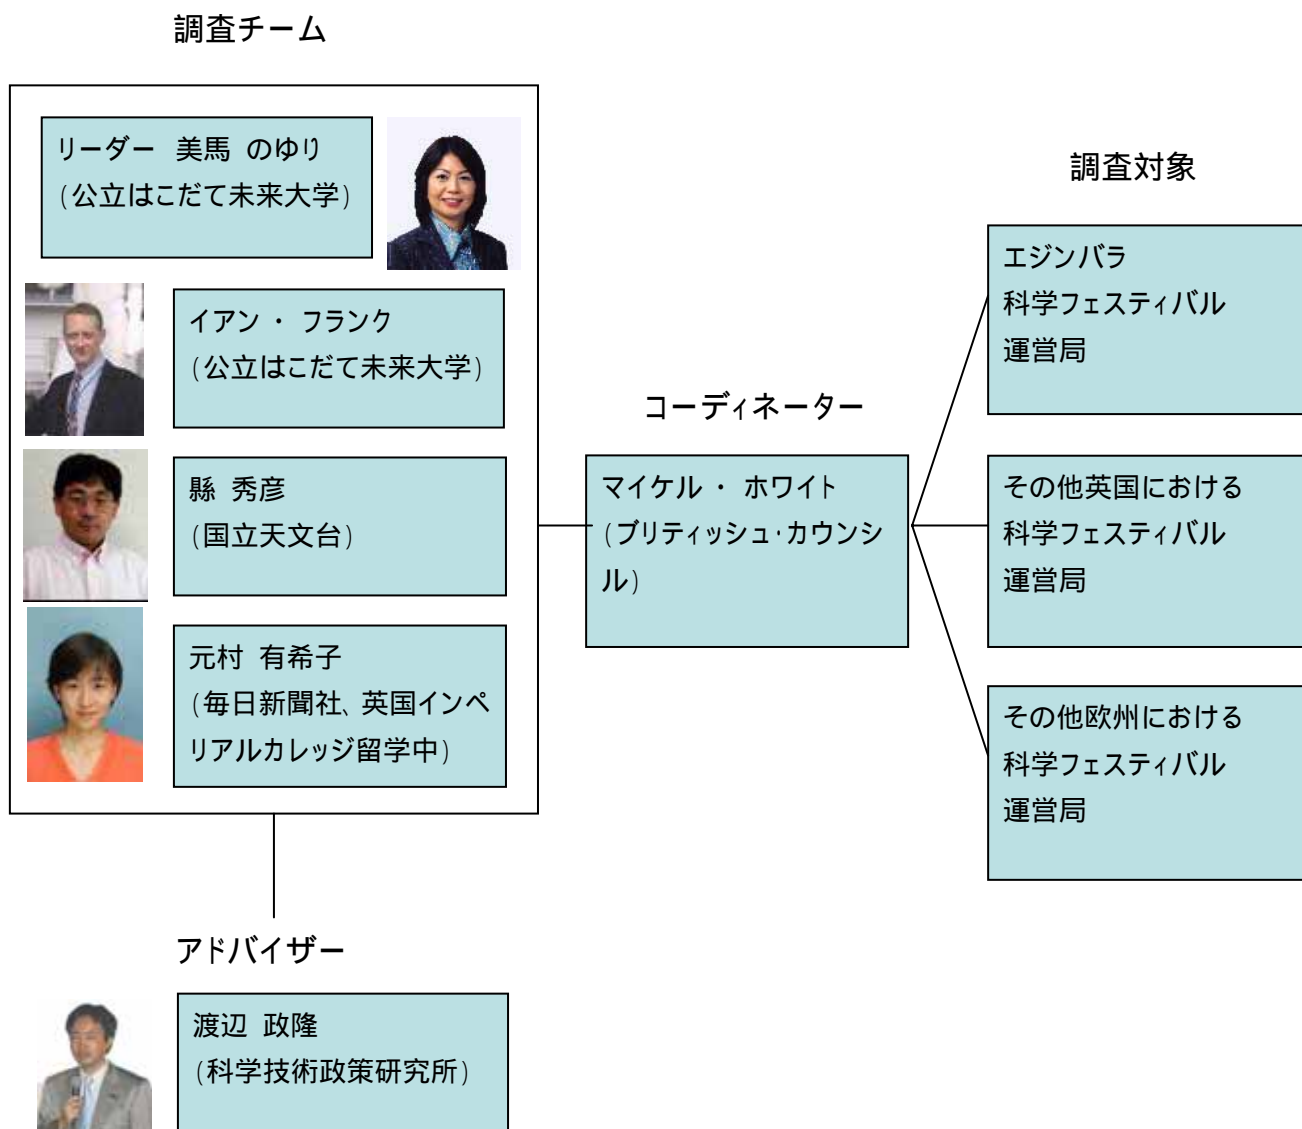 調査チーム
リーダー 美馬 のゆり
(公立はこだて未来大学)
イアン ・ フランク
(公立はこだて未来大学)
縣 秀彦
(国立天文台)
元村 有希子
(毎日新聞社、英国インペ
リアルカレッジ留学中)
アドバイザー
渡辺 政隆
(科学技術政策研究所)
コーディネーター
マイケル ・ ホワイト
(ブリティッシュ・カウンシ
ル)
調査対象
エジンバラ
科学フェスティバル
運営局
その他英国における
科学フェスティバル
運営局
その他欧州における
科学フェスティバル
運営局